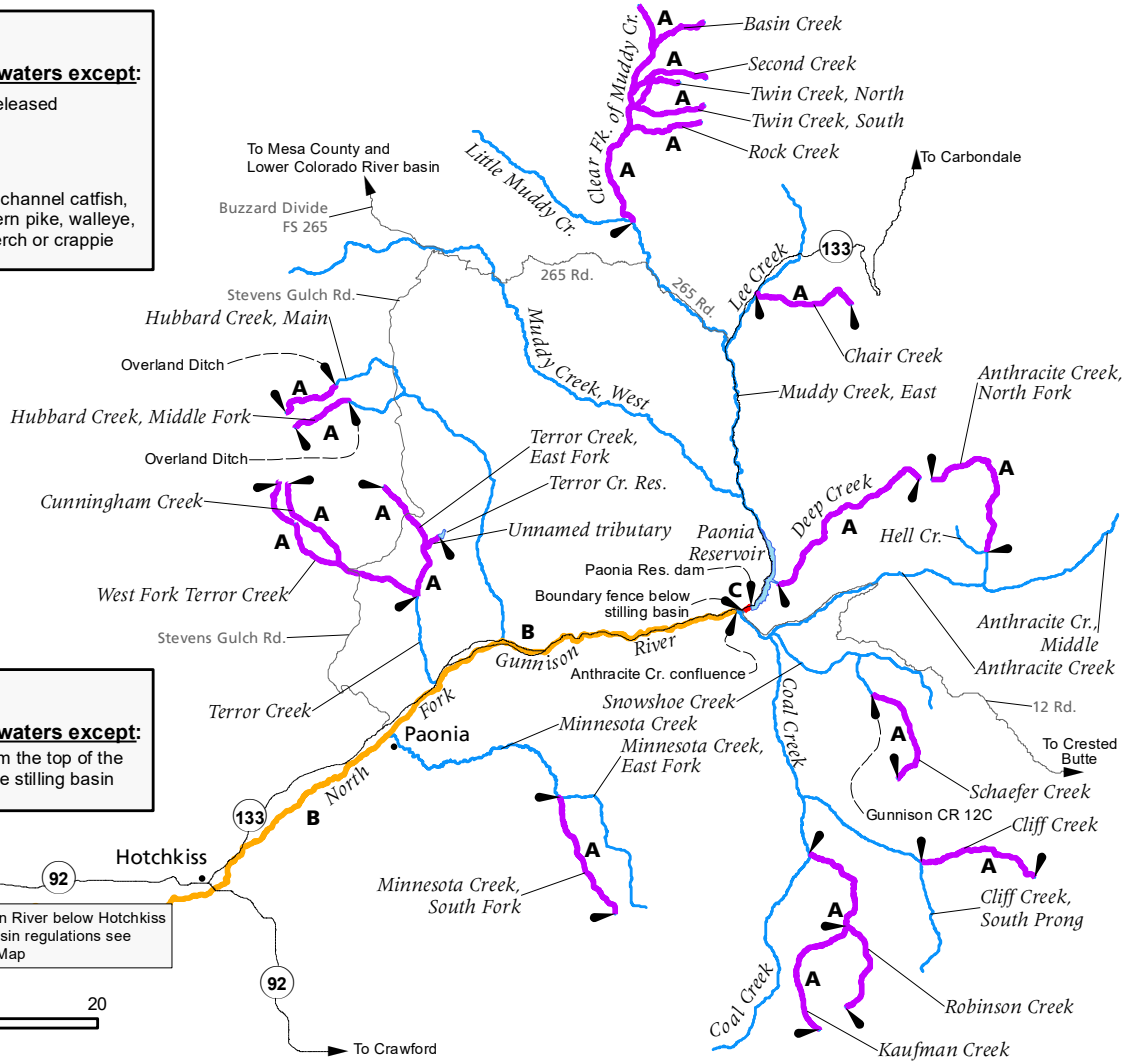 waters except:
eleased
channel catfish,
ern pike, walleye,
erch or crappie
A
Basin Creek
Clear Fk. of Muddy Cr.
A
Second Creek
Twin Creek, North
A
Twin Creek, South
A
Rock Creek
A
To Mesa County and
Lower Colorado River basin
Little Muddy Cr.
To Carbondale
Buzzard Divide
FS 265
265 Rd.
265 Rd.
Lee Creek
133
A
Chair Creek
Stevens Gulch Rd.
Hubbard Creek, Main
Muddy Creek, West
Overland Ditch
A
Hubbard Creek, Middle Fork
A
Overland Ditch
Muddy Creek, East
Anthracite Creek,
North Fork
A
Terror Creek,
East Fork
Terror Cr. Res.
Cunningham Creek
A
A
A
Unnamed tributary
West Fork Terror Creek
A
Deep Creek
A
Hell Cr.
Paonia
Reservoir
Paonia Res. dam
C
Boundary fence below
stilling basin
Stevens Gulch Rd.
B
Gunnison
River
Anthracite Cr. confluence
Anthracite Cr.,
Middle
Anthracite Creek
Snowshoe Creek
Coal Creek
12 Rd.
Terror Creek
Fork
Minnesota Creek
Paonia
Minnesota Creek,
East Fork
A
To Crested
Butte
Schaefer Creek
Gunnison CR 12C
waters except:
m the top of the
e stilling basin
North
B
133
Cliff Creek
A
Hotchkiss
92
A
Minnesota Creek,
South Fork
Cliff Creek,
South Prong
n River below Hotchkiss
sin regulations see
Map
A
A
92
Coal Creek
Robinson Creek
20
To Crawford
Kaufman Creek